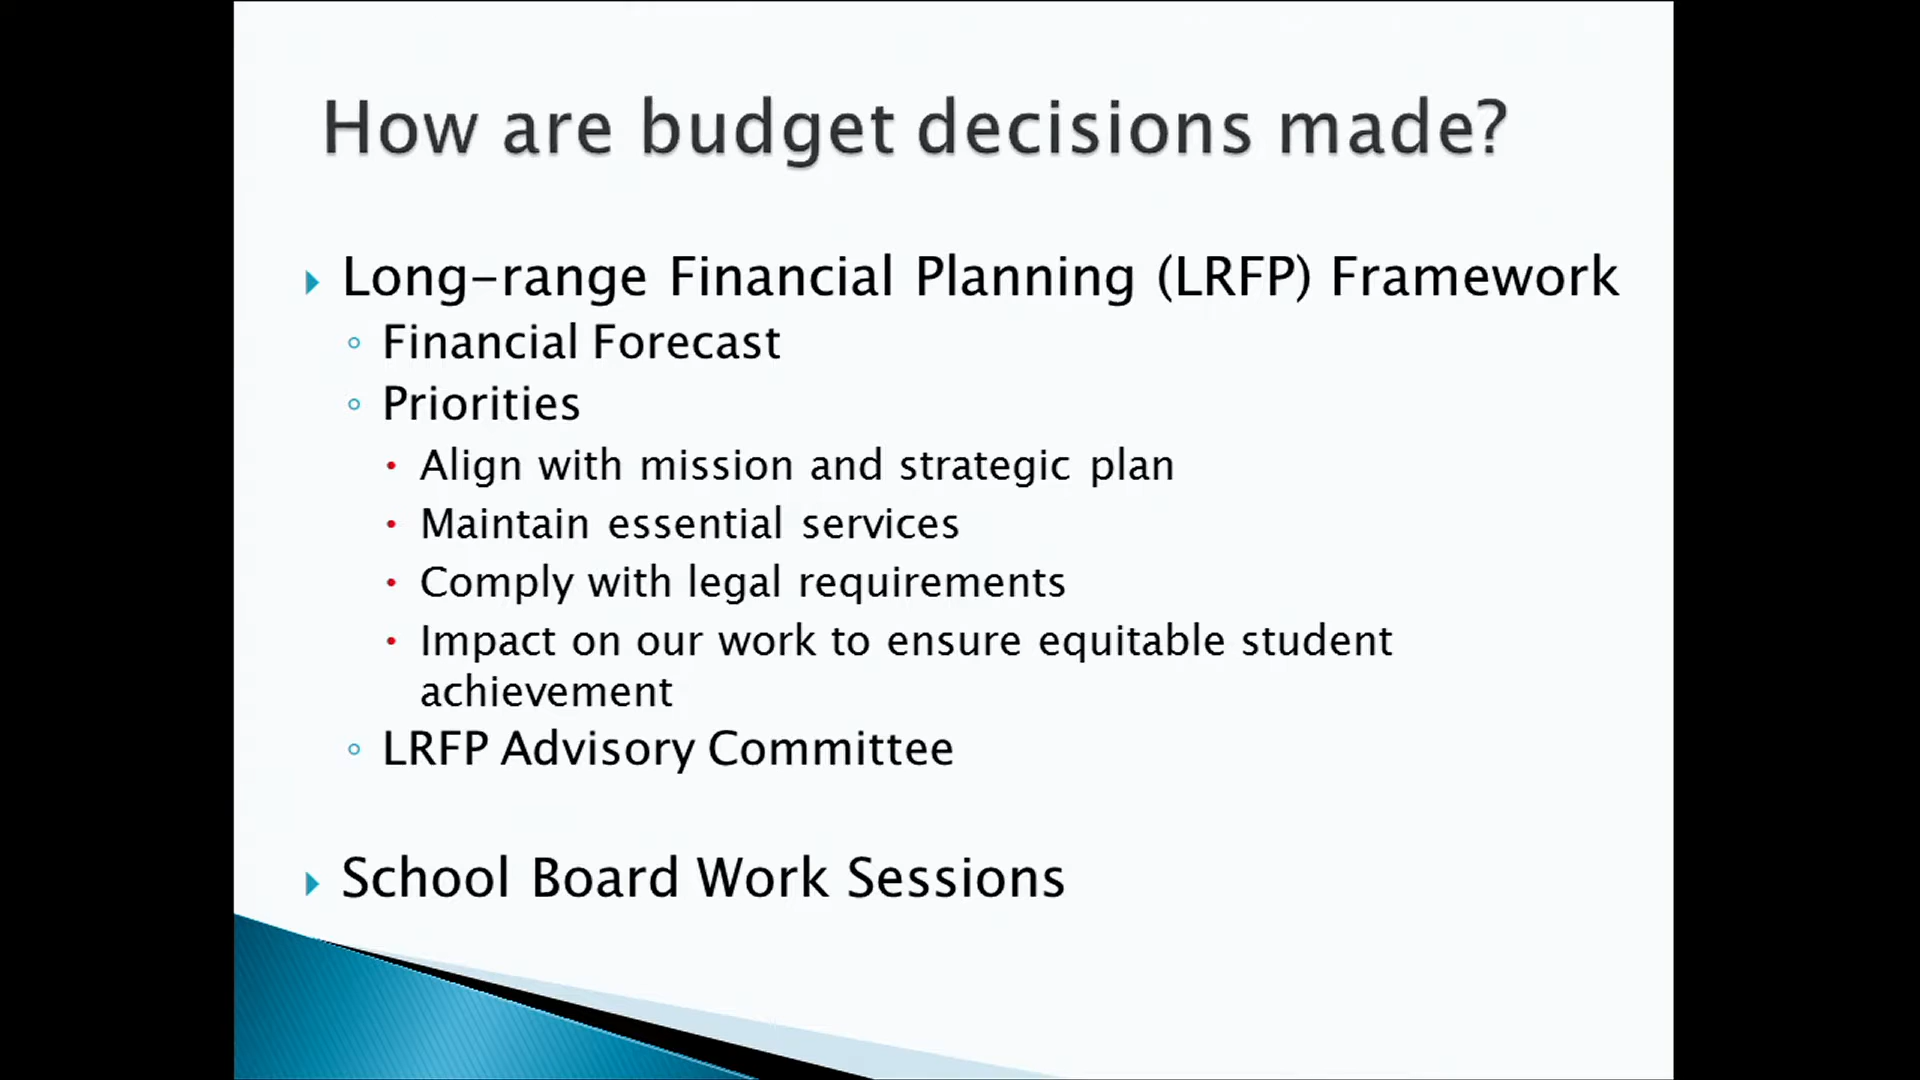 How are budget decisions made?
Long-range Financial Planning (LRFP) Framework
Financial Forecast
Priorities
Align with mission and strategic plan
Maintain essential services
Comply with legal requirements
Impact on our work to ensure equitable student
achievement
LRFP Advisory Committee
School Board Work Sessions